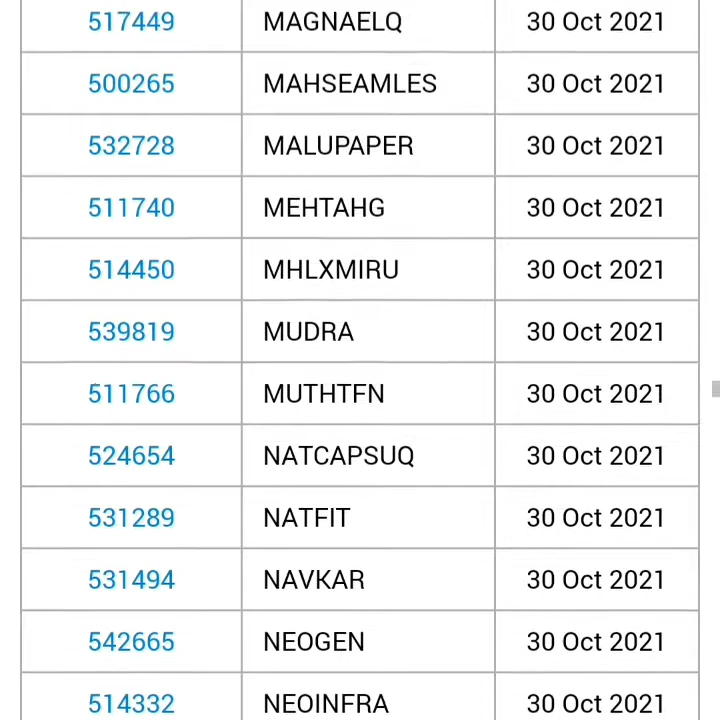 517449 MAGNAELQ 30 Oct 2021
500265 MAHSEAMLES 30 Oct 2021
532728 MALUPAPER 30 Oct 2021
511740 MEHTAHG 30 Oct 2021
514450 MHLXMIRU 30 Oct 2021
539819 MUDRA 30 Oct 2021
511766 MUTHTFN 30 Oct 2021
524654 NATCAPSUQ 30 Oct 2021
531289 NATFIT 30 Oct 2021
531494 NAVKAR 30 Oct 2021
542665 NEOGEN 30 Oct 2021
514332 NEOINFRA 30 Oct 2021